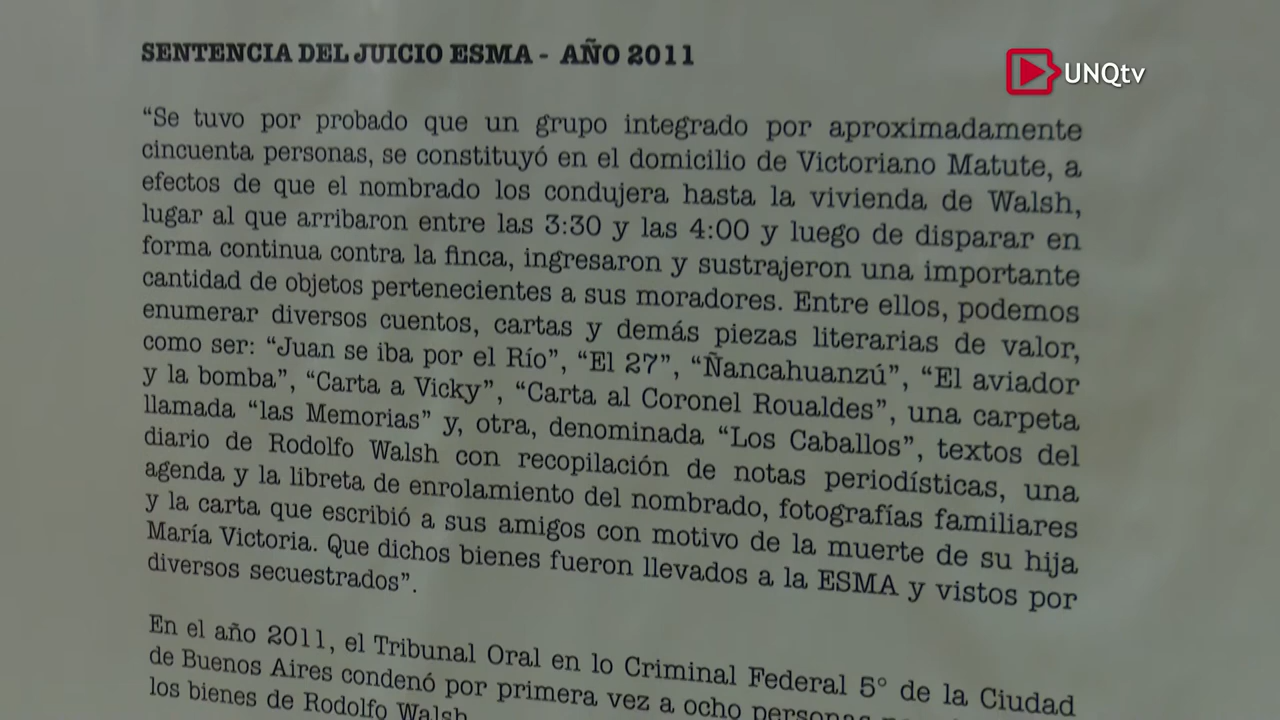 SENTENCIA DEL JUICIO ESMA - AÑO 2011
UNQtv
“Se tuvo por probado que un grupo integrado por aproximadamente
cincuenta personas, se constituyó en el domicilio de Victoriano Matute, a
efectos de que el nombrado los condujera hasta la vivienda de Walsh,
lugar al que arribaron entre las 3:30 y las 4:00 y luego de disparar en
forma continua contra la finca, ingresaron y sustrajeron una importante
cantidad de objetos pertenecientes a sus moradores. Entre ellos, podemos
enumerar diversos cuentos, cartas y demás piezas literarias de valor,
como ser: “Juan se iba por el Río”, “El 27”, “Ñancahuanzú”, “El aviador
y la bomba”, “Carta a Vicky”, “Carta al Coronel Roualdes”, una carpeta
llamada “las Memorias” y, otra, denominada “Los Caballos”, textos del
diario de Rodolfo Walsh con recopilación de notas periodísticas, una
agenda y la libreta de enrolamiento del nombrado, fotografías familiares
y la carta que escribió a sus amigos con motivo de la muerte de su hija
María Victoria. Que dichos bienes fueron llevados a la ESMA y vistos por
diversos secuestrados”.
En el año 2011, el Tribunal Oral en lo Criminal Federal 5° de la Ciudad
de Buenos Aires condenó por primera vez a ocho personas
los bienes de Rodolfo Walsh